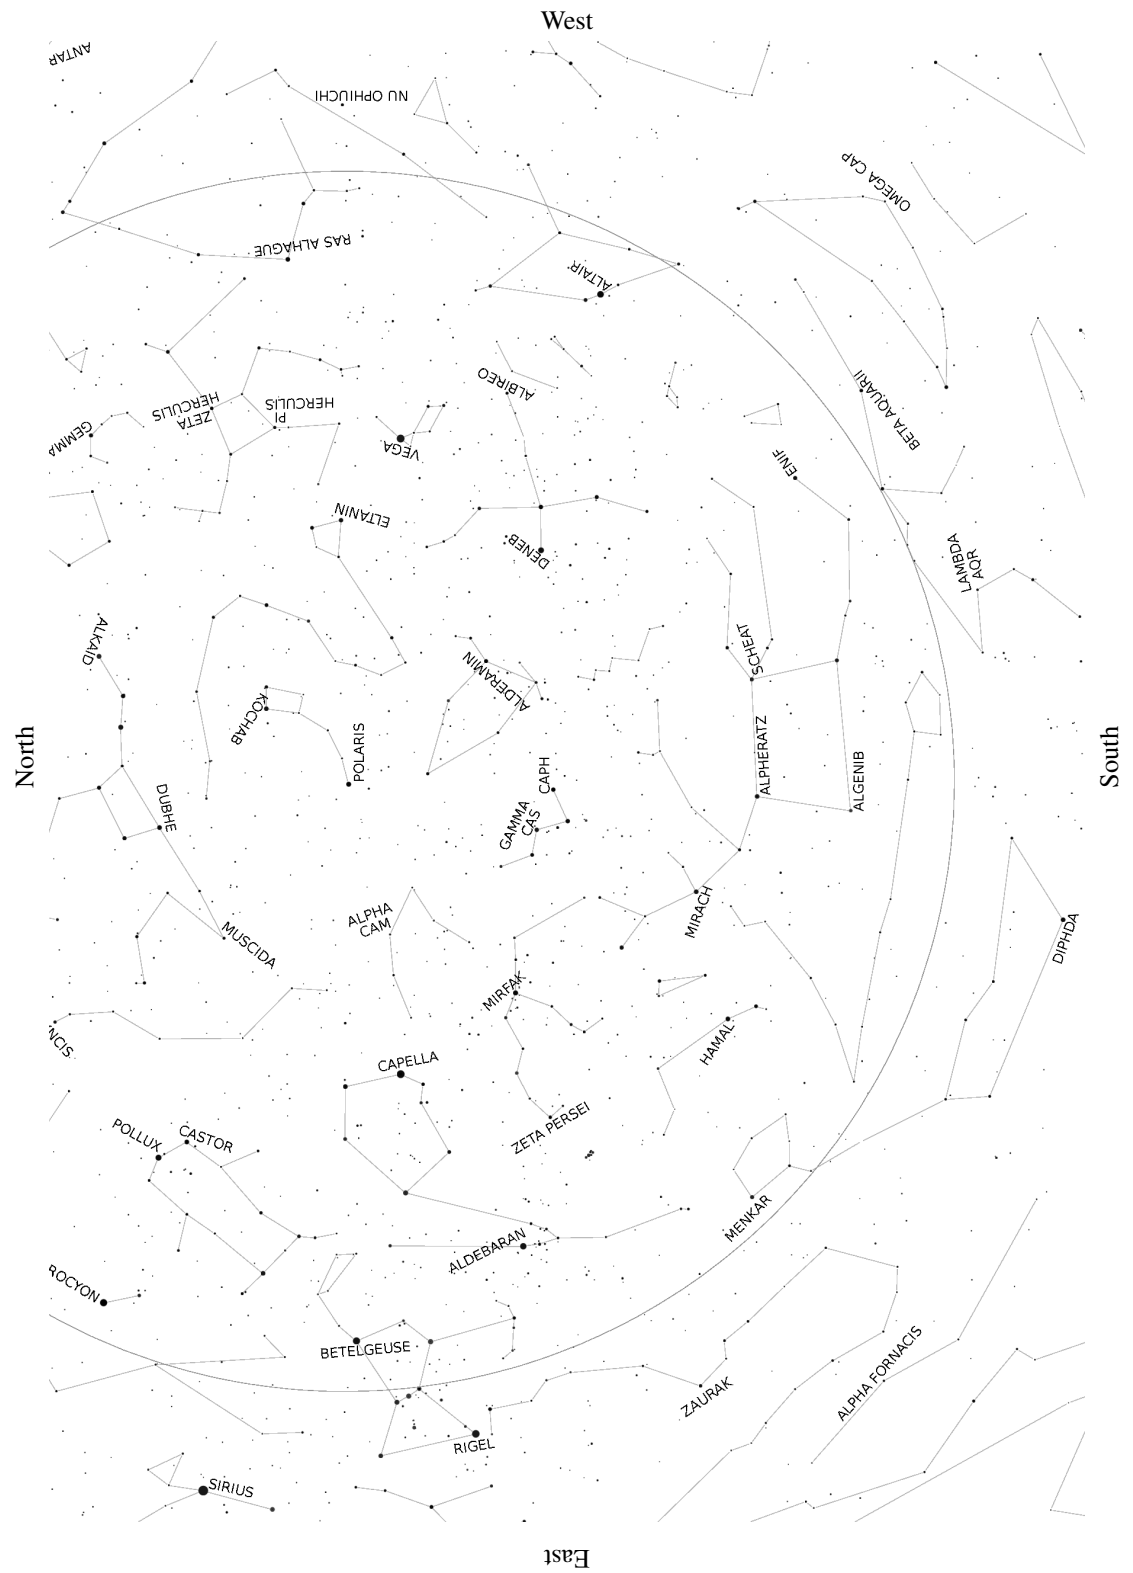 West
ANTAR
NU OPHIUCHI
OMEGA CAP
RAS ALHAGUE
ALTAIR
ALBIREO
BETA AQUARII
ZETA
HERCULIS
PI
HERCULIS
GEMMA
VEGA
ENIF
ELTANIN
DENEB
LAMBDA
AQR
ALKAID
SCHEAT
ALDERAMIN
KOCHAB
POLARIS
ALPHERATZ
ALGENIB
CAPH
GAMMA
CAS
North
South
DUBHE
ALPHA
CAM
MUSCIDA
MIRACH
DIPHDA
MIRFAK
NCIS
HAMAL
CAPELLA
POLLUX
CASTOR
ZETA PERSEI
MENKAR
ALDEBARAN
ROCYON
BETELGEUSE
ZAURAK
ALPHA FORNACIS
RIGEL
SIRIUS
East